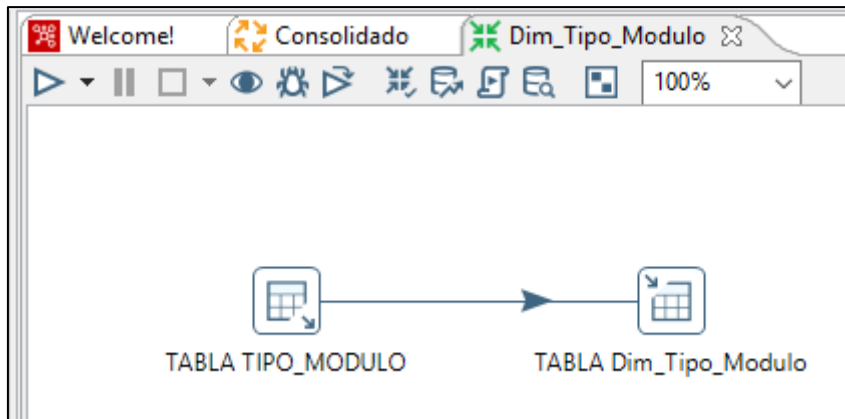 Welcome!
Consolidado
Dim_Tipo_Modulo
100%
TABLA TIPO_MODULO
TABLA Dim_Tipo_Modulo